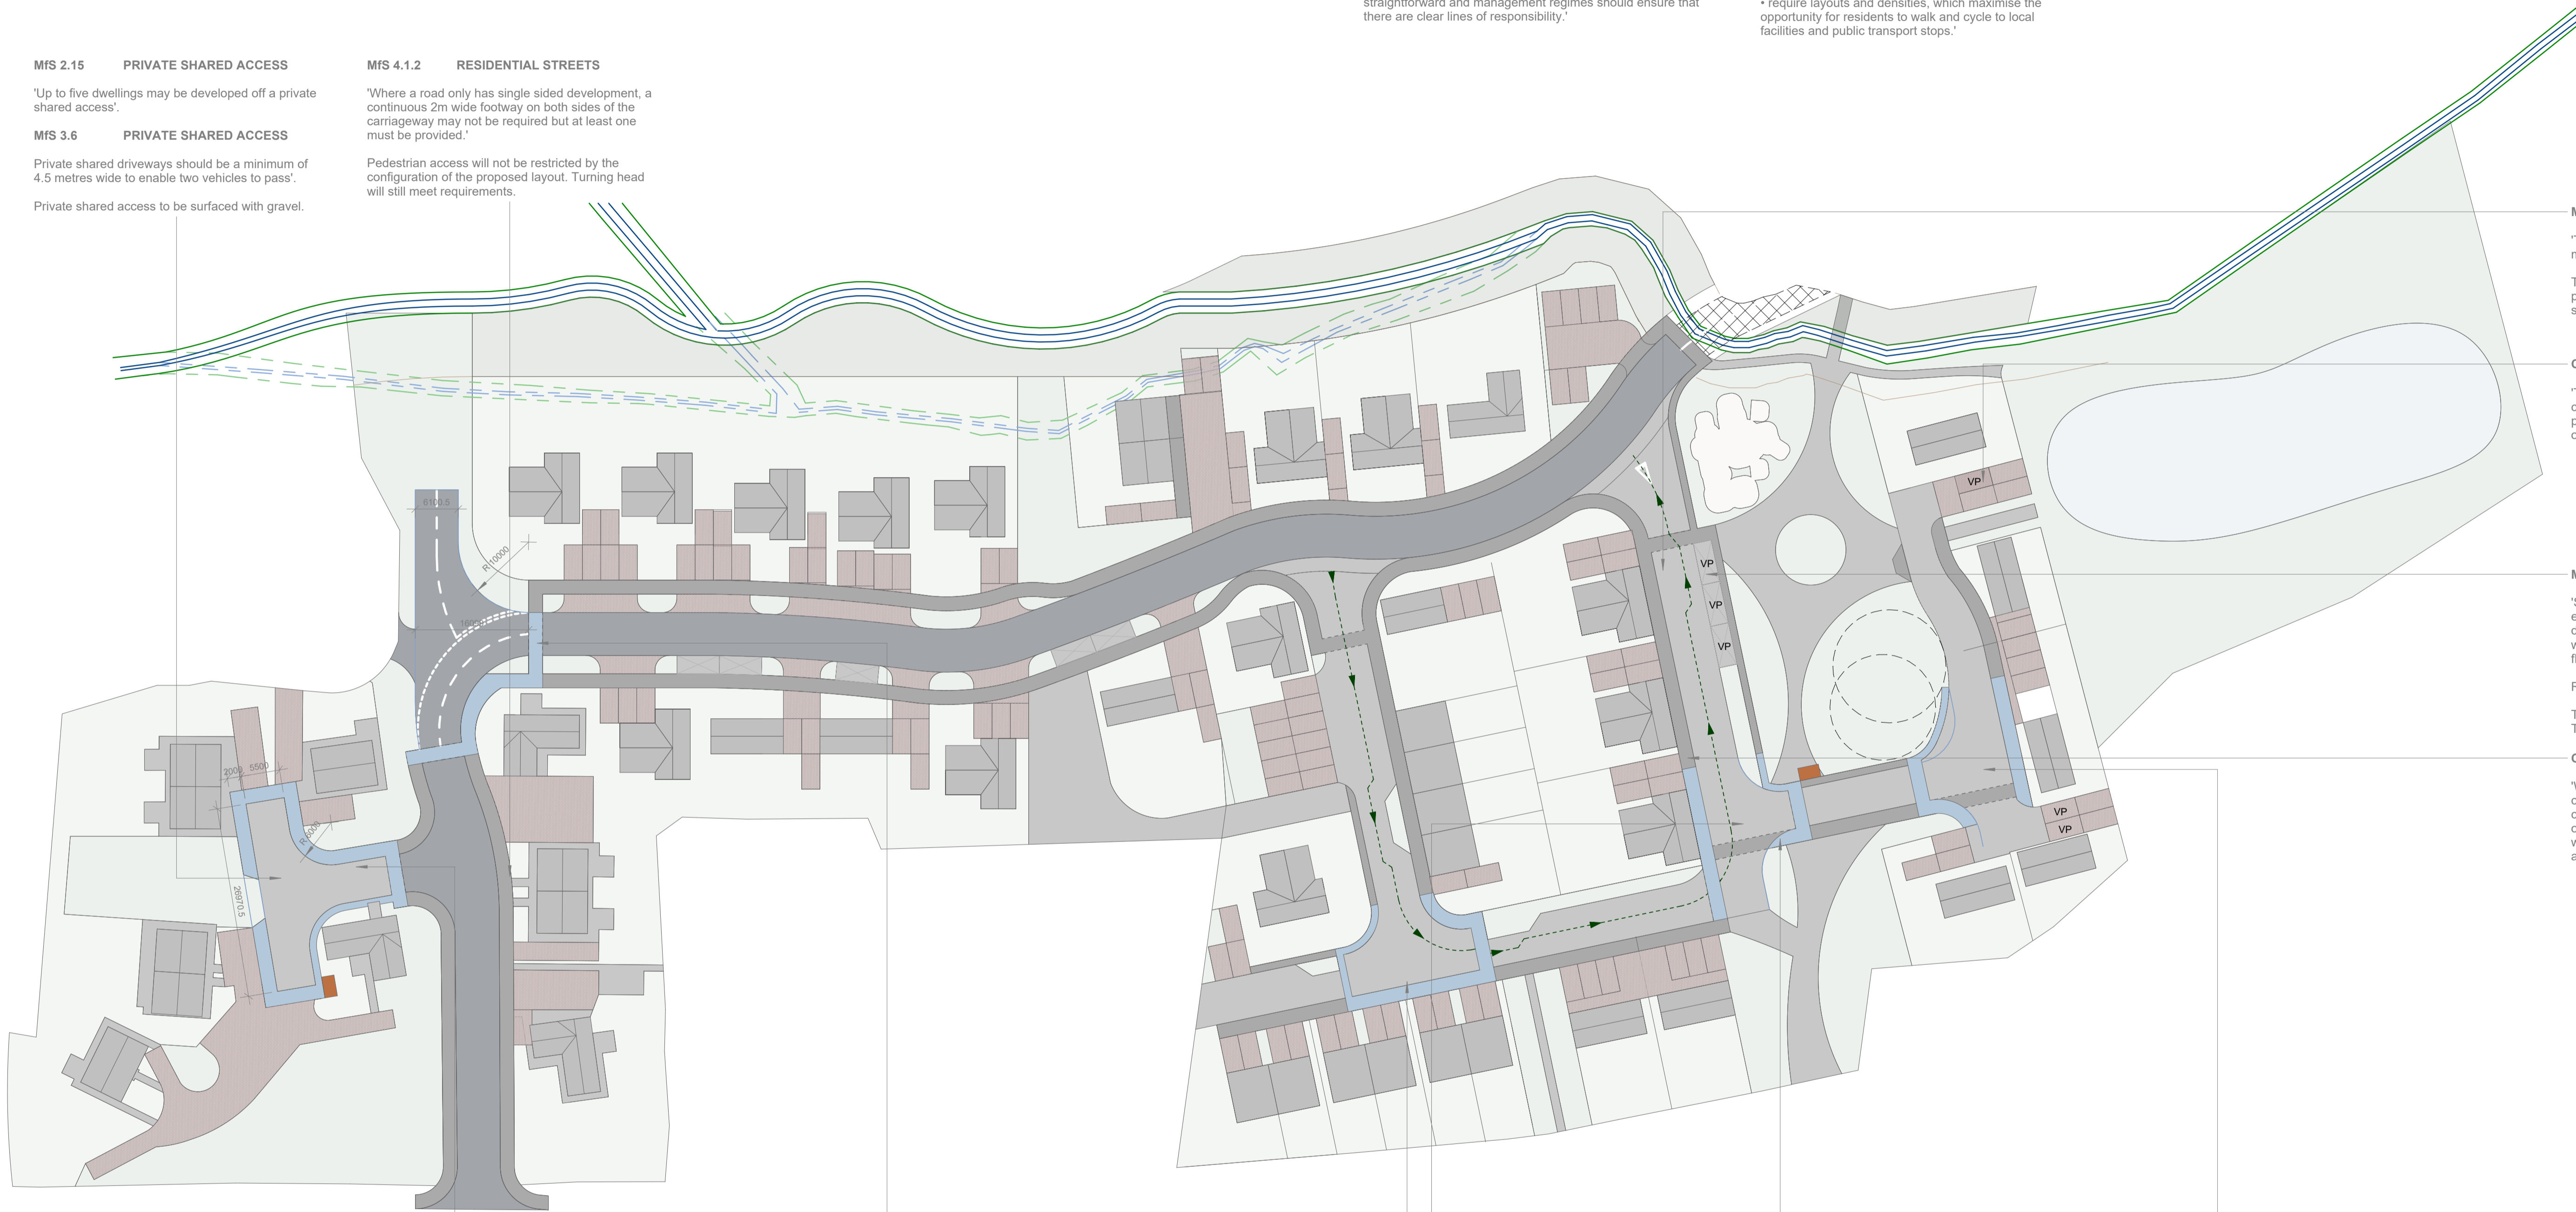 straightforward and management regimes should ensure that
there are clear lines of responsibility.'
• require layouts and densities, which maximise the
opportunity for residents to walk and cycle to local
facilities and public transport stops.'
MfS 2.15 PRIVATE SHARED ACCESS
'Up to five dwellings may be developed off a private
shared access'.
MfS 3.6 PRIVATE SHARED ACCESS
Private shared driveways should be a minimum of
4.5 metres wide to enable two vehicles to pass'.
Private shared access to be surfaced with gravel.
MfS 4.1.2 RESIDENTIAL STREETS
'Where a road only has single sided development, a
continuous 2m wide footway on both sides of the
carriageway may not be required but at least one
must be provided.'
Pedestrian access will not be restricted by the
configuration of the proposed layout. Turning head
will still meet requirements.
6100.5
R 10000
2000
5500
R 6000
26970.5
VP
VP
VP
VP
VP
VP